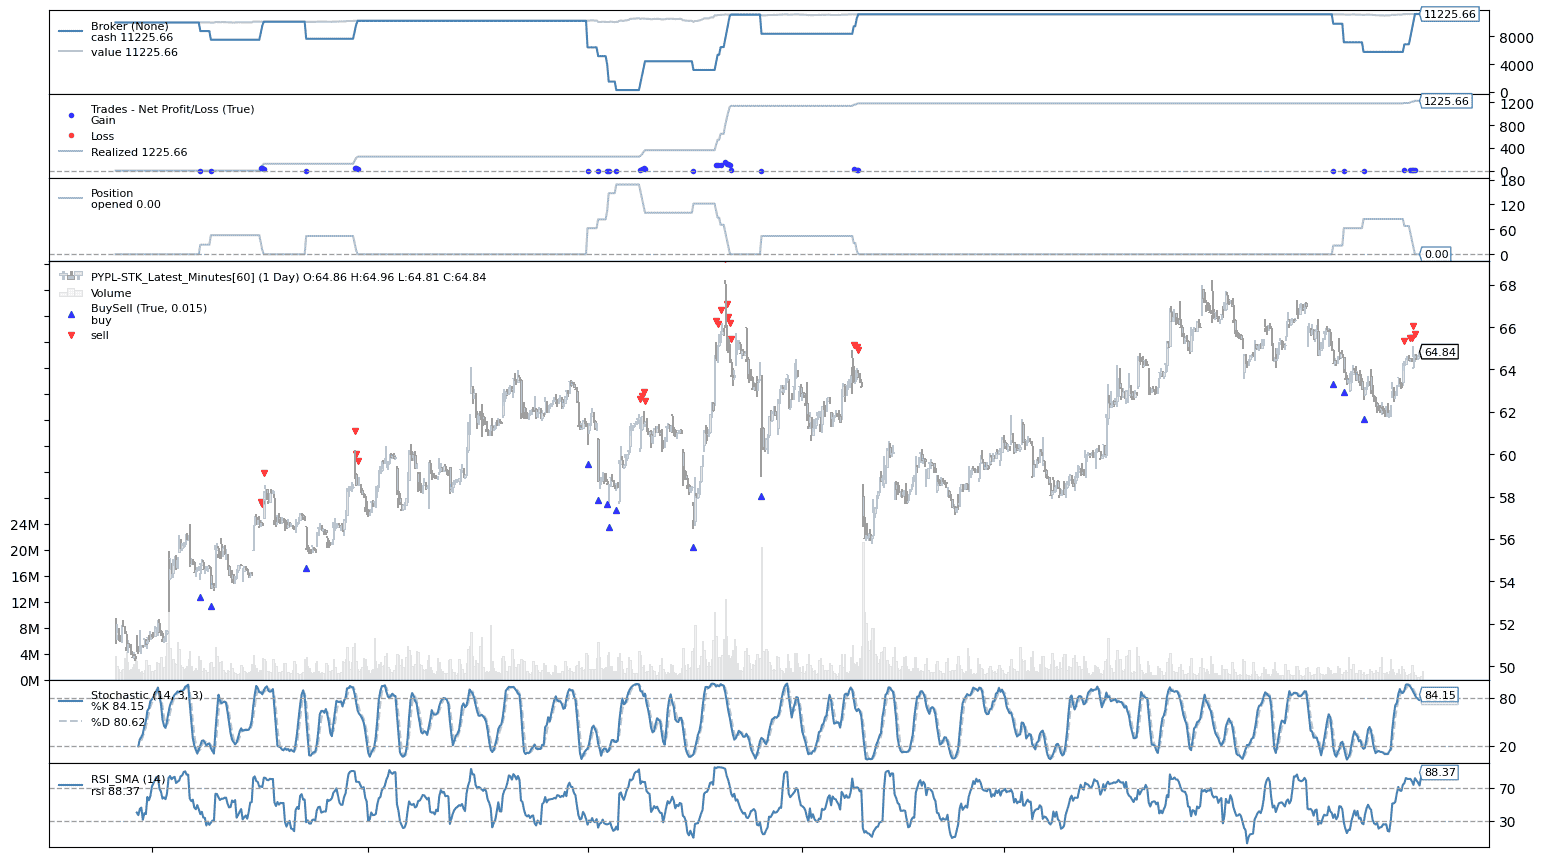 Broker (None)
cash 11225.66
value 11225.66
11225.66
8000
4000
0
Trades - Net Profit/Loss (True)
Gain
Loss
Realized 1225.66
1225.66
1200
800
400
0
Position
opened 0.00
180
120
60
0
0.00
PYPL-STK_Latest_Minutes[60] (1 Day) O:64.86 H:64.96 L:64.81 C:64.84
Volume
BuySell (True, 0.015)
buy
sell
68
66
64.84
64
62
60
58
56
54
52
50
24M
20M
16M
12M
8M
4M
0M
Stochastic (14, 3, 3)
%K 84.15
%D 80.62
84.15
80
20
RSI_SMA (14)
rsi 88.37
88.37
70
30